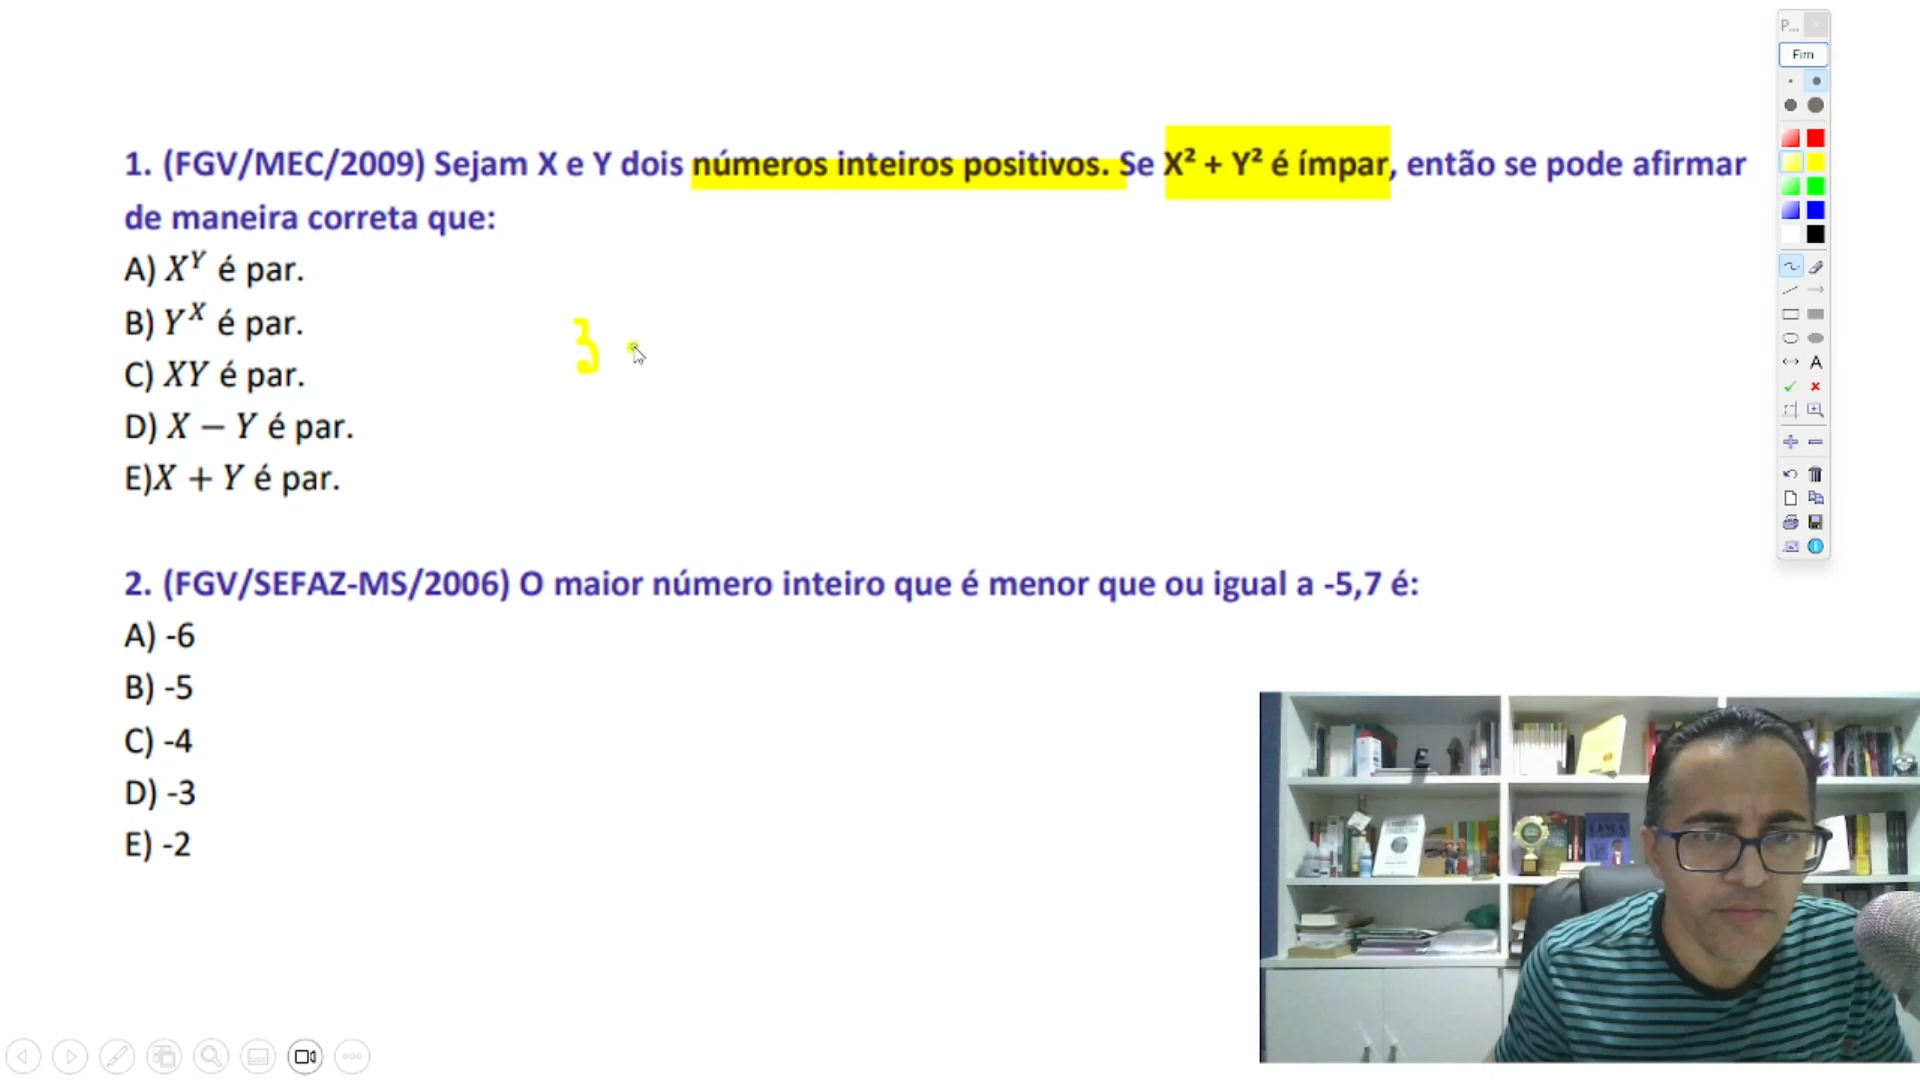 P...
Fim
1. (FGV/MEC/2009) Sejam X e Y dois números inteiros positivos. Se X² + Y² é ímpar, então se pode afirmar
de maneira correta que:
A) X^Y é par.
B) Y^X é par.
C) XY é par.
D) X − Y é par.
E)X + Y é par.
3
2. (FGV/SEFAZ-MS/2006) O maior número inteiro que é menor que ou igual a -5,7 é:
A) -6
B) -5
C) -4
D) -3
E) -2